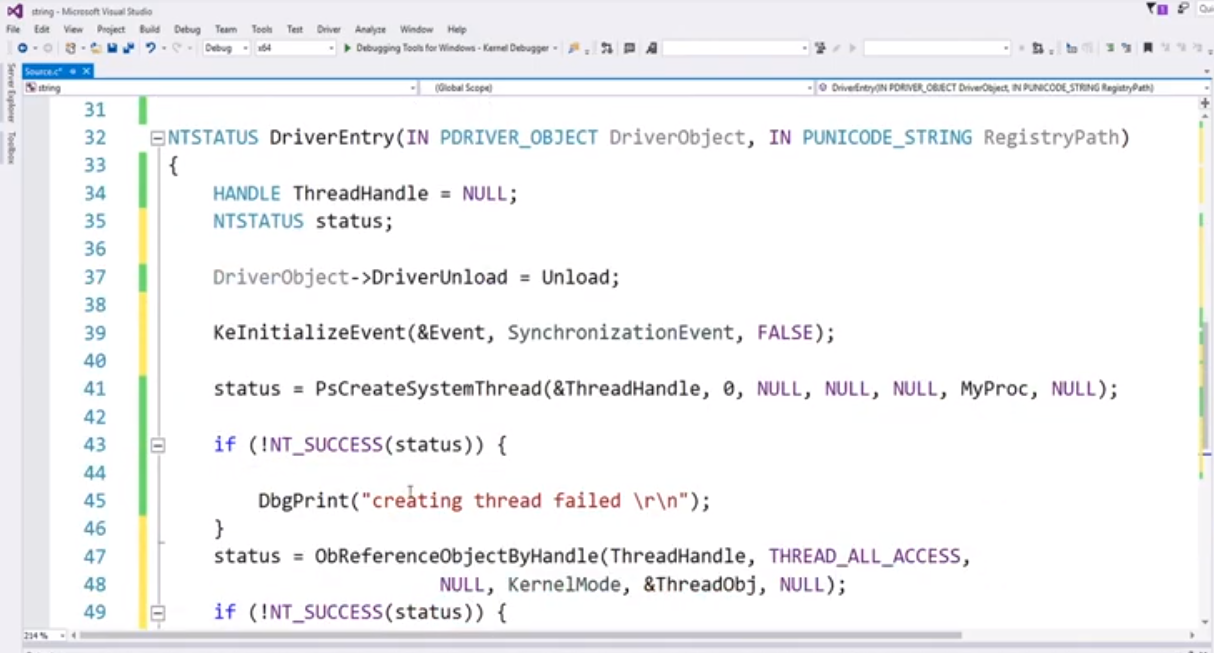 string - Microsoft Visual Studio
File Edit View Project Build Debug Team Tools Test Driver Analyze Window Help
Debug x64 Debugging Tools for Windows - Kernel Debugger
Server Explorer
Toolbox
Source.c*
string (Global Scope) DriverEntry(IN PDRIVER_OBJECT DriverObject, IN PUNICODE_STRING RegistryPath)
31
32 NTSTATUS DriverEntry(IN PDRIVER_OBJECT DriverObject, IN PUNICODE_STRING RegistryPath)
33 {
34 HANDLE ThreadHandle = NULL;
35 NTSTATUS status;
36
37 DriverObject->DriverUnload = Unload;
38
39 KeInitializeEvent(&Event, SynchronizationEvent, FALSE);
40
41 status = PsCreateSystemThread(&ThreadHandle, 0, NULL, NULL, NULL, MyProc, NULL);
42
43 if (!NT_SUCCESS(status)) {
44
45 DbgPrint("creating thread failed \r\n");
46 }
47 status = ObReferenceObjectByHandle(ThreadHandle, THREAD_ALL_ACCESS,
48 NULL, KernelMode, &ThreadObj, NULL);
49 if (!NT_SUCCESS(status)) {
214 %